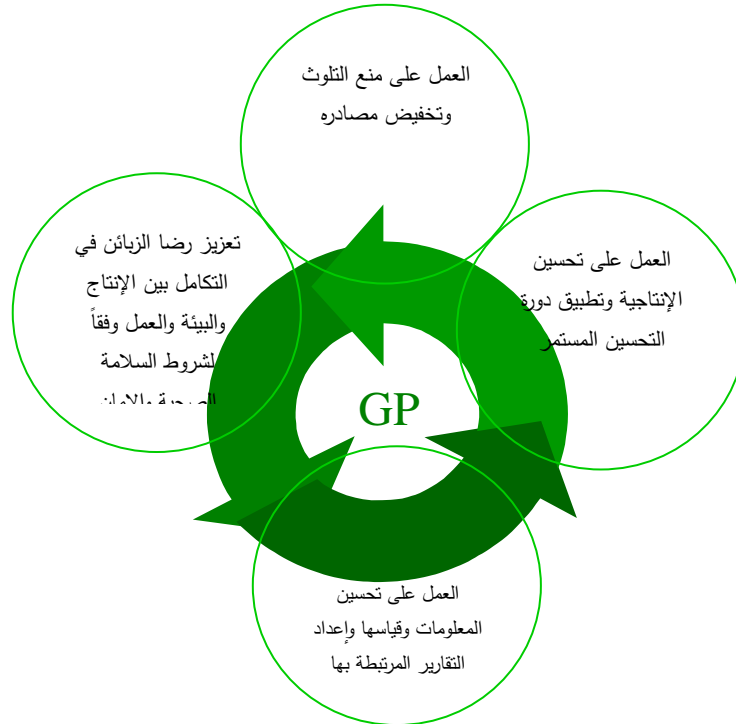 العمل على منع التلوث
وتخفيض مصادره
العمل على تحسين
الإنتاجية وتطبيق دورة
التحسين المستمر
تعزيز رضا الزبائن في
التكامل بين الإنتاج
والبيئة والعمل وفقاً
لشروط السلامة
GP
العمل على تحسين
المعلومات وقياسها وإعداد
التقارير المرتبطة بها